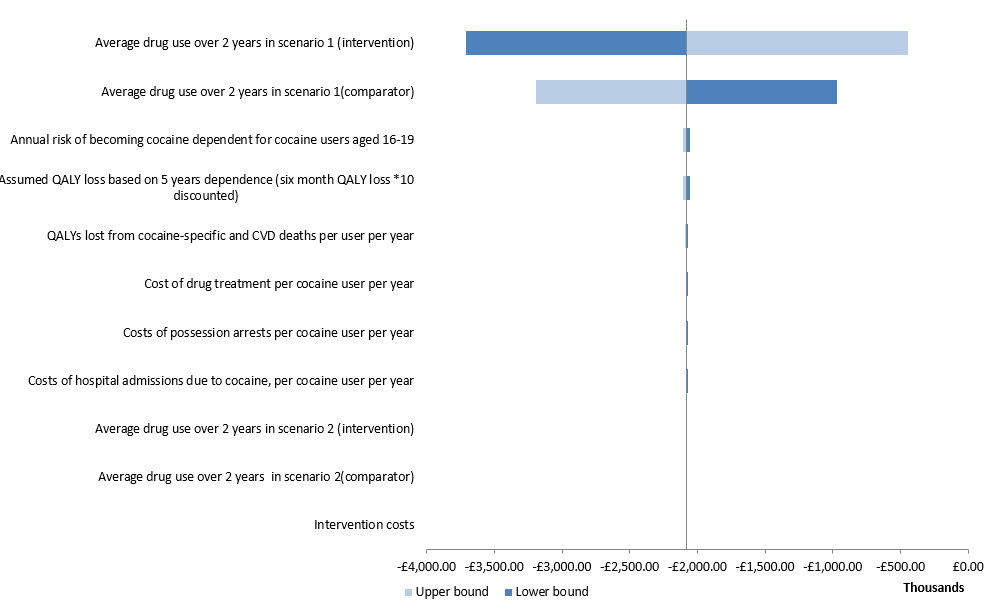 Average drug use over 2 years in scenario 1 (intervention)
Average drug use over 2 years in scenario 1(comparator)
Annual risk of becoming cocaine dependent for cocaine users aged 16-19
Assumed QALY loss based on 5 years dependence (six month QALY loss *10
discounted)
QALYs lost from cocaine-specific and CVD deaths per user per year
Cost of drug treatment per cocaine user per year
Costs of possession arrests per cocaine user per year
Costs of hospital admissions due to cocaine, per cocaine user per year
Average drug use over 2 years in scenario 2 (intervention)
Average drug use over 2 years  in scenario 2(comparator)
Intervention costs
-£4,000.00 -£3,500.00 -£3,000.00 -£2,500.00 -£2,000.00 -£1,500.00 -£1,000.00 -£500.00 £0.00
Thousands
Upper bound Lower bound